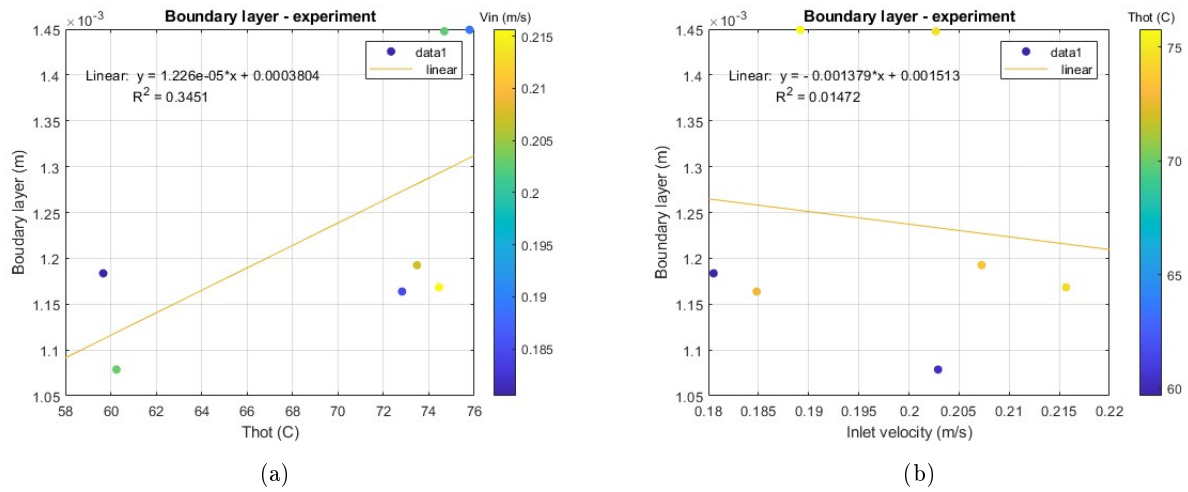 Boundary layer - experiment
×10⁻³
Vin (m/s)
data1
linear
Linear: y = 1.226e-05*x + 0.0003804
R² = 0.3451
1.45
1.4
1.35
1.3
1.25
1.2
1.15
1.1
1.05
Boudary layer (m)
58 60 62 64 66 68 70 72 74 76
Thot (C)
0.215
0.21
0.205
0.2
0.195
0.19
0.185
(a)
Boundary layer - experiment
×10⁻³
Thot (C)
data1
linear
Linear: y = - 0.001379*x + 0.001513
R² = 0.01472
1.45
1.4
1.35
1.3
1.25
1.2
1.15
1.1
1.05
Boundary layer (m)
0.18 0.185 0.19 0.195 0.2 0.205 0.21 0.215 0.22
Inlet velocity (m/s)
75
70
65
60
(b)